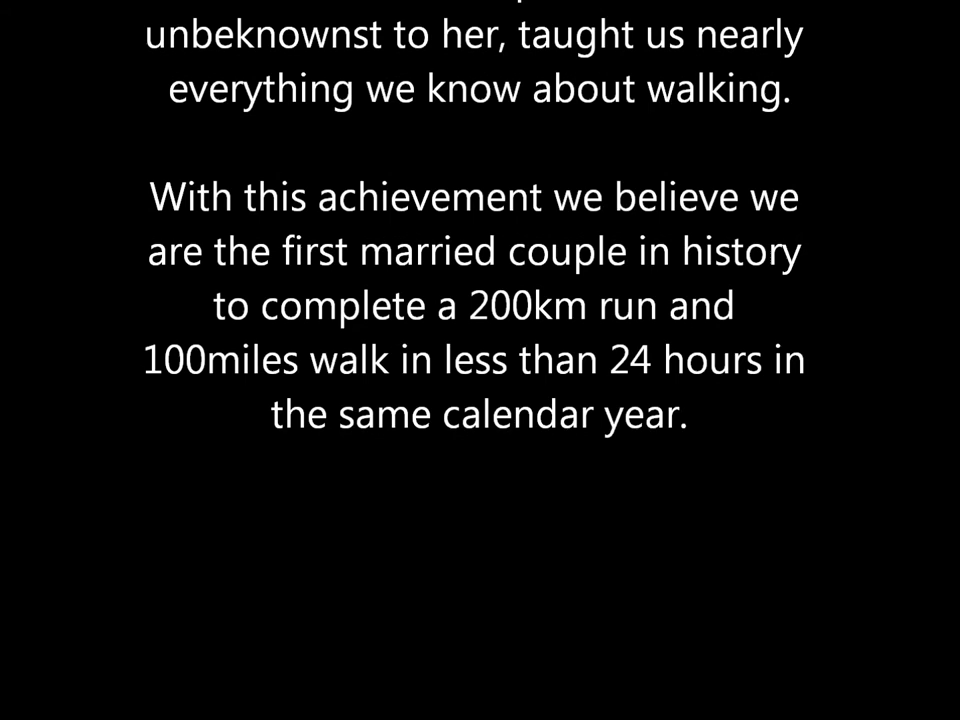 unbeknownst to her, taught us nearly
everything we know about walking.
With this achievement we believe we
are the first married couple in history
to complete a 200km run and
100miles walk in less than 24 hours in
the same calendar year.